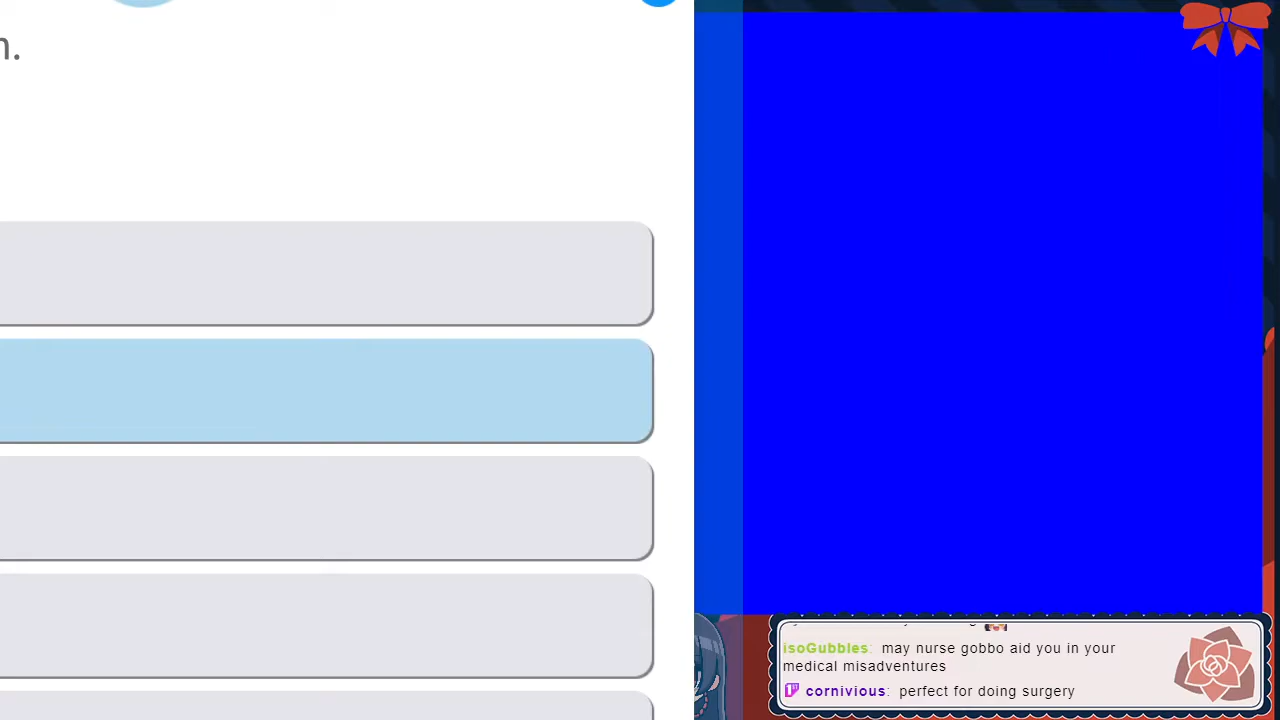 n.
isoGubbles: may nurse gobbo aid you in your
medical misadventures
cornivious: perfect for doing surgery